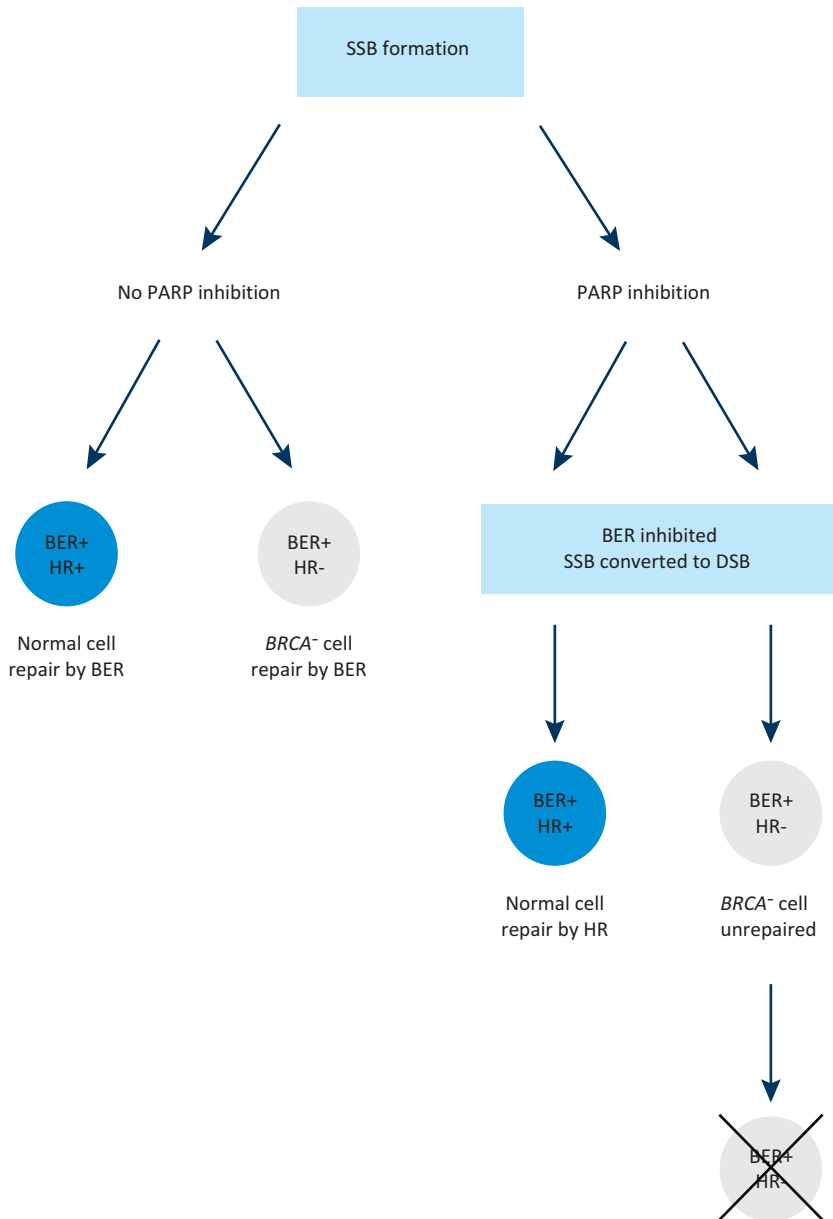 SSB formation
No PARP inhibition
PARP inhibition
BER+
HR+
Normal cell
repair by BER
BER+
HR-
BRCA⁻ cell
repair by BER
BER inhibited
SSB converted to DSB
BER+
HR+
Normal cell
repair by HR
BER+
HR-
BRCA⁻ cell
unrepaired
BER+
HR-